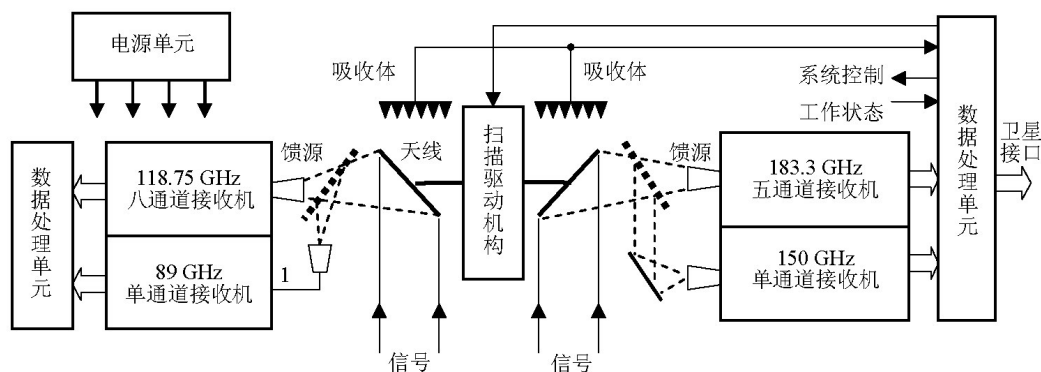 电源单元
吸收体
吸收体
系统控制
工作状态
数据处理单元
卫星
接口
扫描驱动机构
馈源
天线
馈源
数据处理单元
118.75 GHz
八通道接收机
89 GHz
单通道接收机
1
183.3 GHz
五通道接收机
150 GHz
单通道接收机
信号
信号